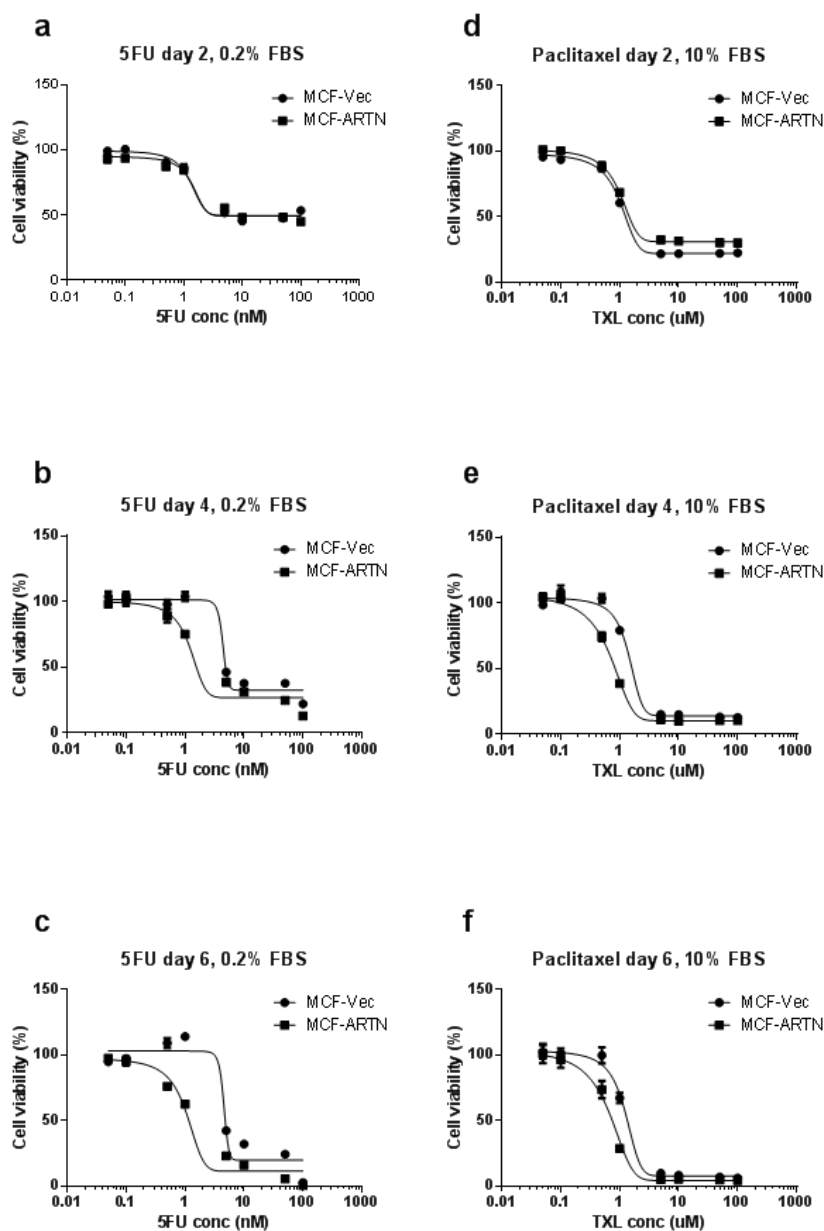 a
5FU day 2, 0.2% FBS
Cell viability (%)
150
100
50
0
MCF-Vec
MCF-ARTN
0.01 0.1 1 10 100 1000
5FU conc (nM)
d
Paclitaxel day 2, 10% FBS
Cell viability (%)
150
100
50
0
MCF-Vec
MCF-ARTN
0.01 0.1 1 10 100 1000
TXL conc (uM)
b
5FU day 4, 0.2% FBS
Cell viability (%)
150
100
50
0
MCF-Vec
MCF-ARTN
0.01 0.1 1 10 100 1000
5FU conc (nM)
e
Paclitaxel day 4, 10% FBS
Cell viability (%)
150
100
50
0
MCF-Vec
MCF-ARTN
0.01 0.1 1 10 100 1000
TXL conc (uM)
c
5FU day 6, 0.2% FBS
Cell viability (%)
150
100
50
0
MCF-Vec
MCF-ARTN
0.01 0.1 1 10 100 1000
5FU conc (nM)
f
Paclitaxel day 6, 10% FBS
Cell viability (%)
150
100
50
0
MCF-Vec
MCF-ARTN
0.01 0.1 1 10 100 1000
TXL conc (uM)